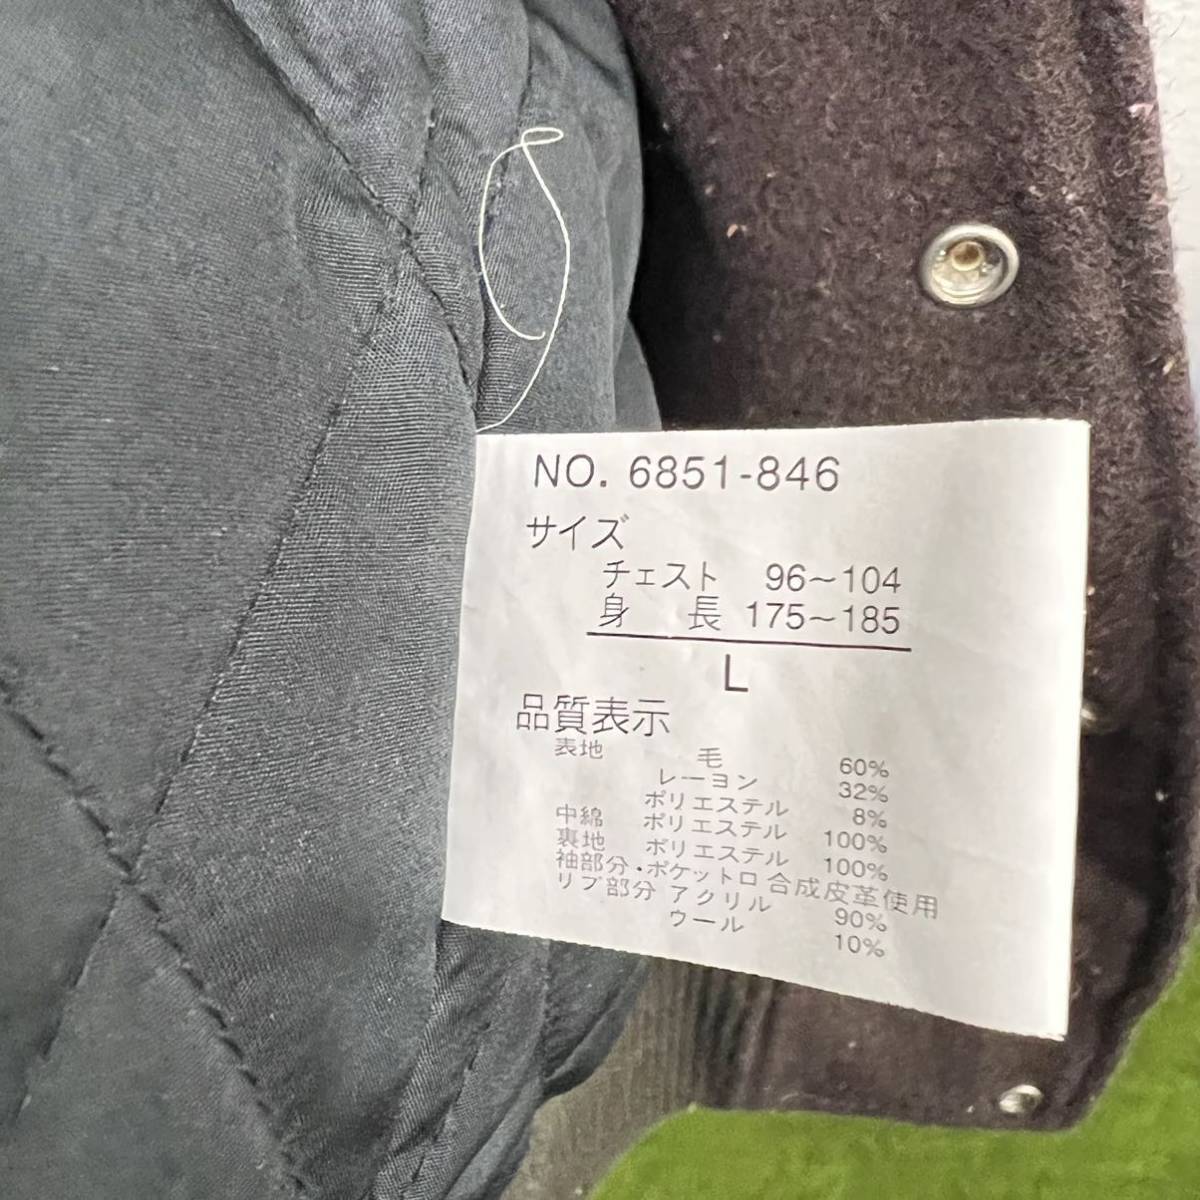 NO. 6851-846
サイズ
チェスト 96~104
身 長 175~185
L
品質表示
表地 毛 60%
レーヨン 32%
ポリエステル 8%
中綿 ポリエステル 100%
裏地 ポリエステル 100%
袖部分・ポケット口 合成皮革使用
リブ部分 アクリル 90%
ウール 10%